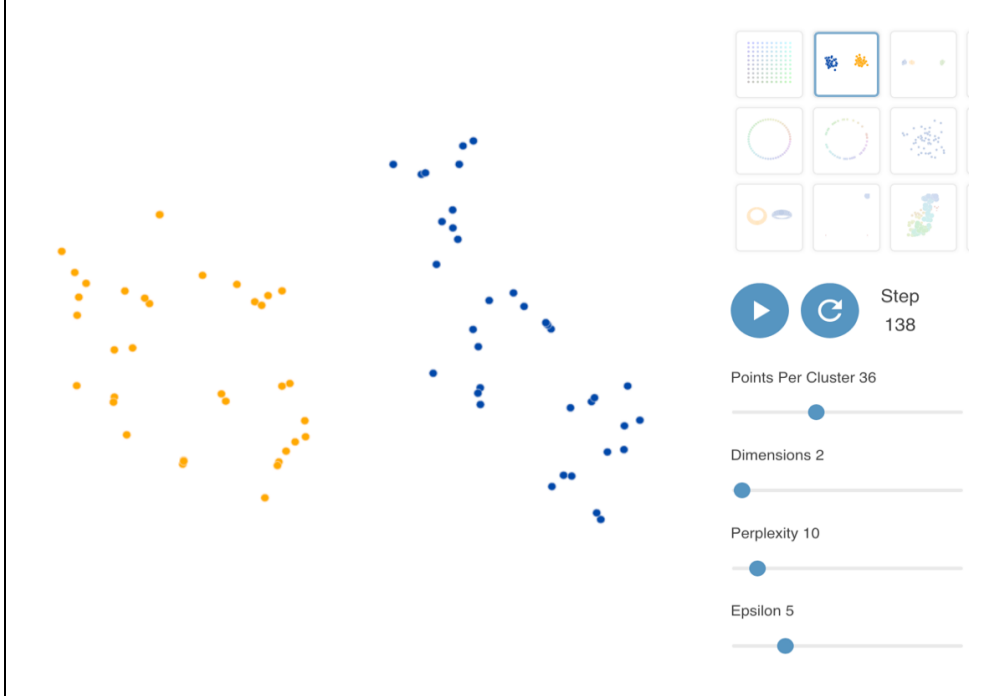 Step
138
Points Per Cluster 36
Dimensions 2
Perplexity 10
Epsilon 5